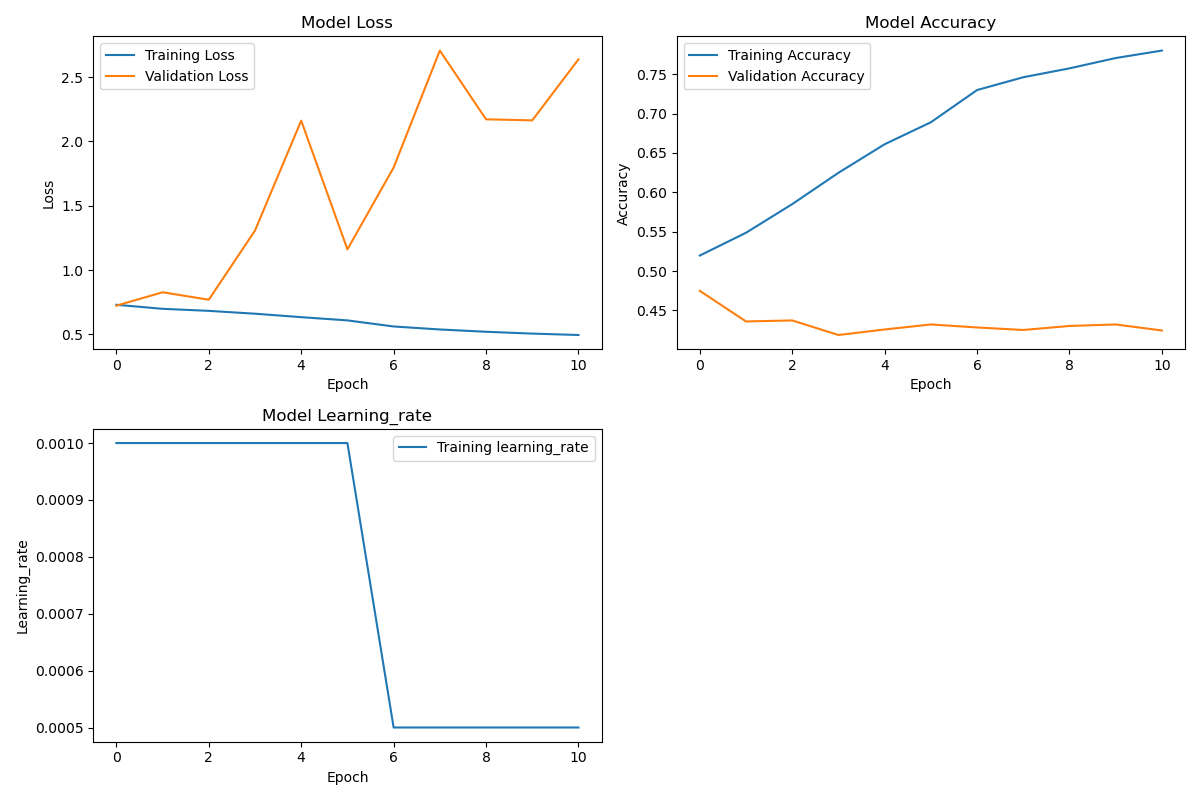 Model Loss
Training Loss
Validation Loss
2.5
2.0
1.5
1.0
0.5
Loss
0 2 4 6 8 10
Epoch
Model Accuracy
Training Accuracy
Validation Accuracy
0.75
0.70
0.65
0.60
0.55
0.50
0.45
Accuracy
0 2 4 6 8 10
Epoch
Model Learning_rate
Training learning_rate
0.0010
0.0009
0.0008
0.0007
0.0006
0.0005
Learning_rate
0 2 4 6 8 10
Epoch